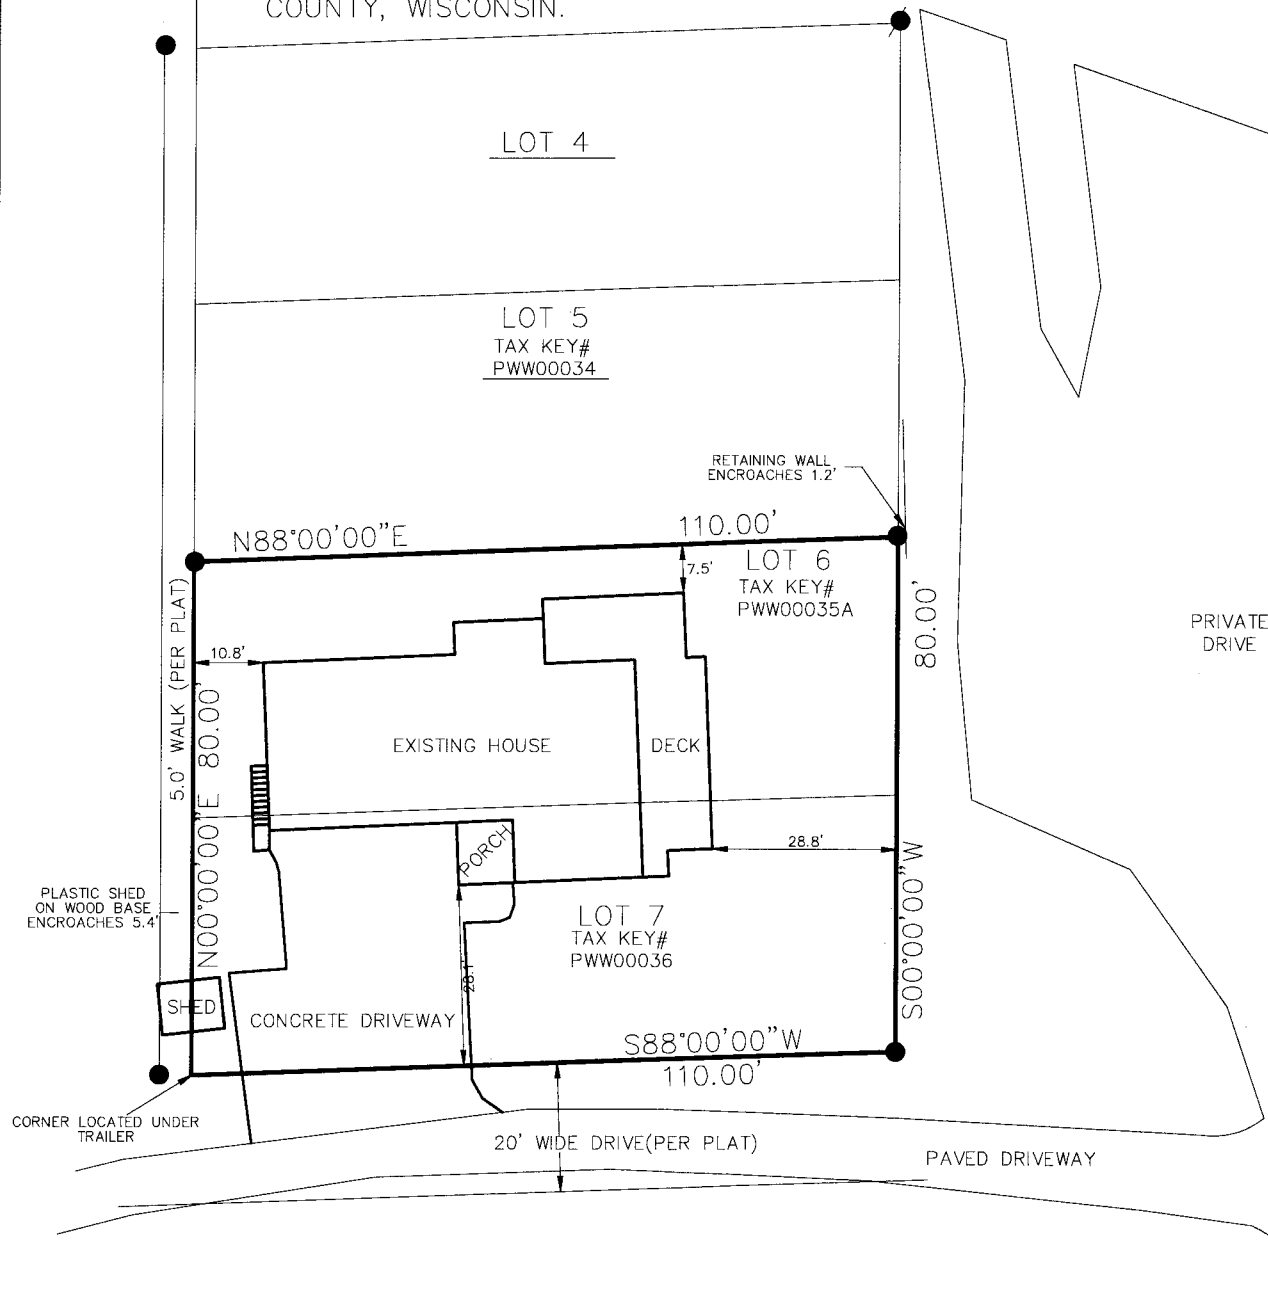 COUNTY, WISCONSIN.
LOT 4
LOT 5
TAX KEY#
PWW00034
RETAINING WALL
ENCROACHES 1.2'
N88°00'00"E
110.00'
LOT 6
TAX KEY#
PWW00035A
7.5'
80.00'
PRIVATE
DRIVE
5.0' WALK (PER PLAT)
10.8'
N00°00'00"E 80.00'
EXISTING HOUSE
DECK
PORCH
28.8'
S00°00'00"W
PLASTIC SHED
ON WOOD BASE
ENCROACHES 5.4'
LOT 7
TAX KEY#
PWW00036
28.1'
SHED
CONCRETE DRIVEWAY
S88°00'00"W
110.00'
CORNER LOCATED UNDER
TRAILER
20' WIDE DRIVE(PER PLAT)
PAVED DRIVEWAY